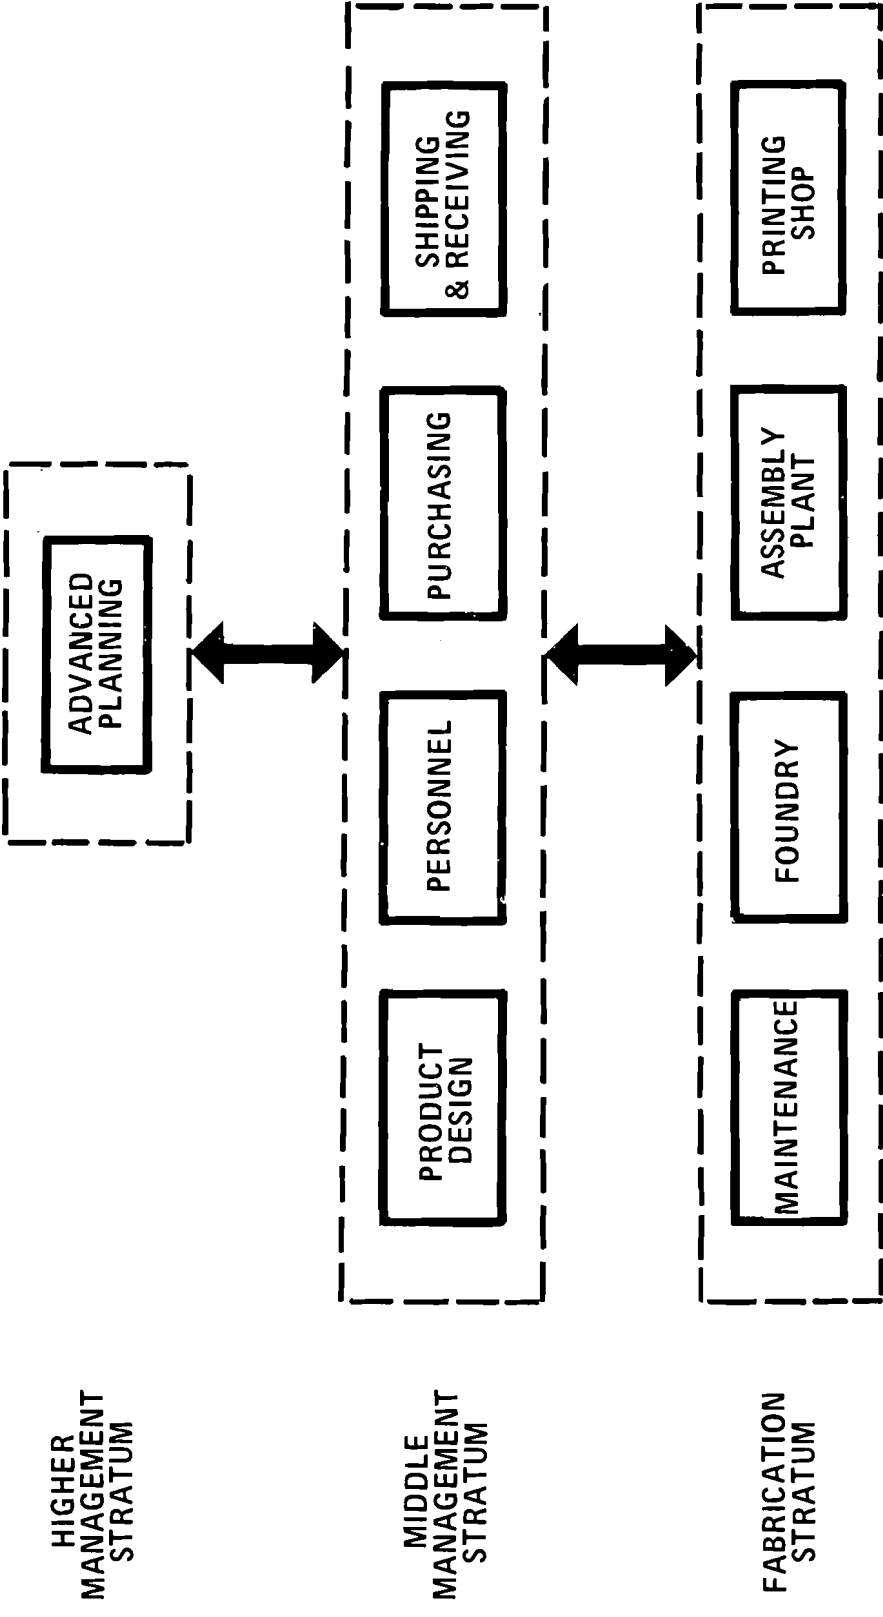 HIGHER
MANAGEMENT
STRATUM
ADVANCED
PLANNING
MIDDLE
MANAGEMENT
STRATUM
PRODUCT
DESIGN
PERSONNEL
PURCHASING
SHIPPING
& RECEIVING
FABRICATION
STRATUM
MAINTENANCE
FOUNDRY
ASSEMBLY
PLANT
PRINTING
SHOP